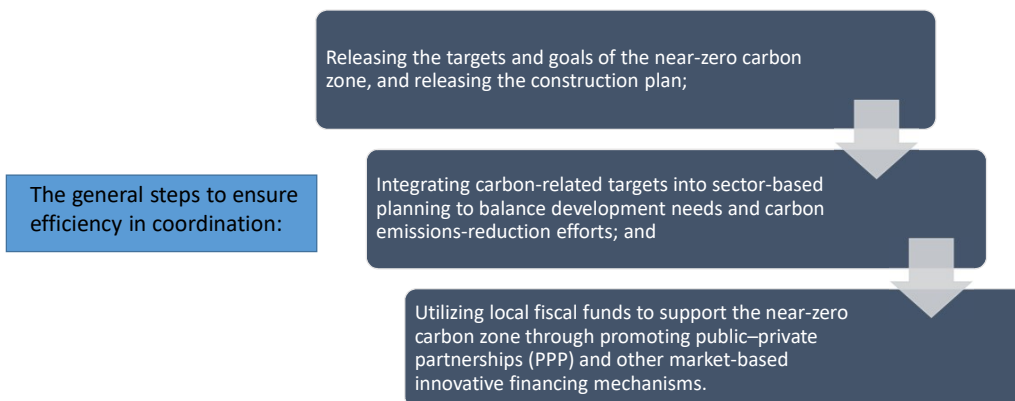 Releasing the targets and goals of the near-zero carbon
zone, and releasing the construction plan;
The general steps to ensure
efficiency in coordination:
Integrating carbon-related targets into sector-based
planning to balance development needs and carbon
emissions-reduction efforts; and
Utilizing local fiscal funds to support the near-zero
carbon zone through promoting public–private
partnerships (PPP) and other market-based
innovative financing mechanisms.